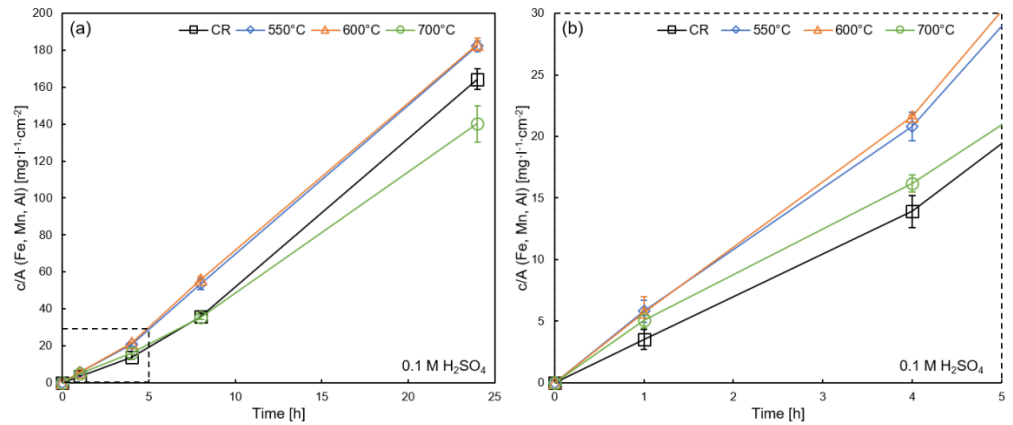 (a)
CR 550°C 600°C 700°C
c/A (Fe, Mn, Al) [mg·l⁻¹·cm⁻²]
200
180
160
140
120
100
80
60
40
20
0
0 5 10 15 20 25
0.1 M H₂SO₄
Time [h]
(b)
CR 550°C 600°C 700°C
c/A (Fe, Mn, Al) [mg·l⁻¹·cm⁻²]
30
25
20
15
10
5
0
0 1 2 3 4 5
0.1 M H₂SO₄
Time [h]